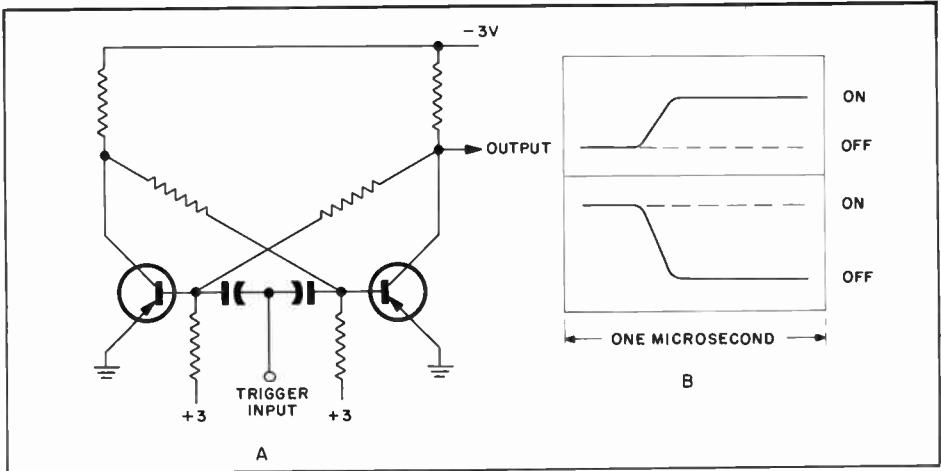 −3V
OUTPUT
TRIGGER
INPUT
+3
+3
A
ON
OFF
ON
OFF
ONE MICROSECOND
B